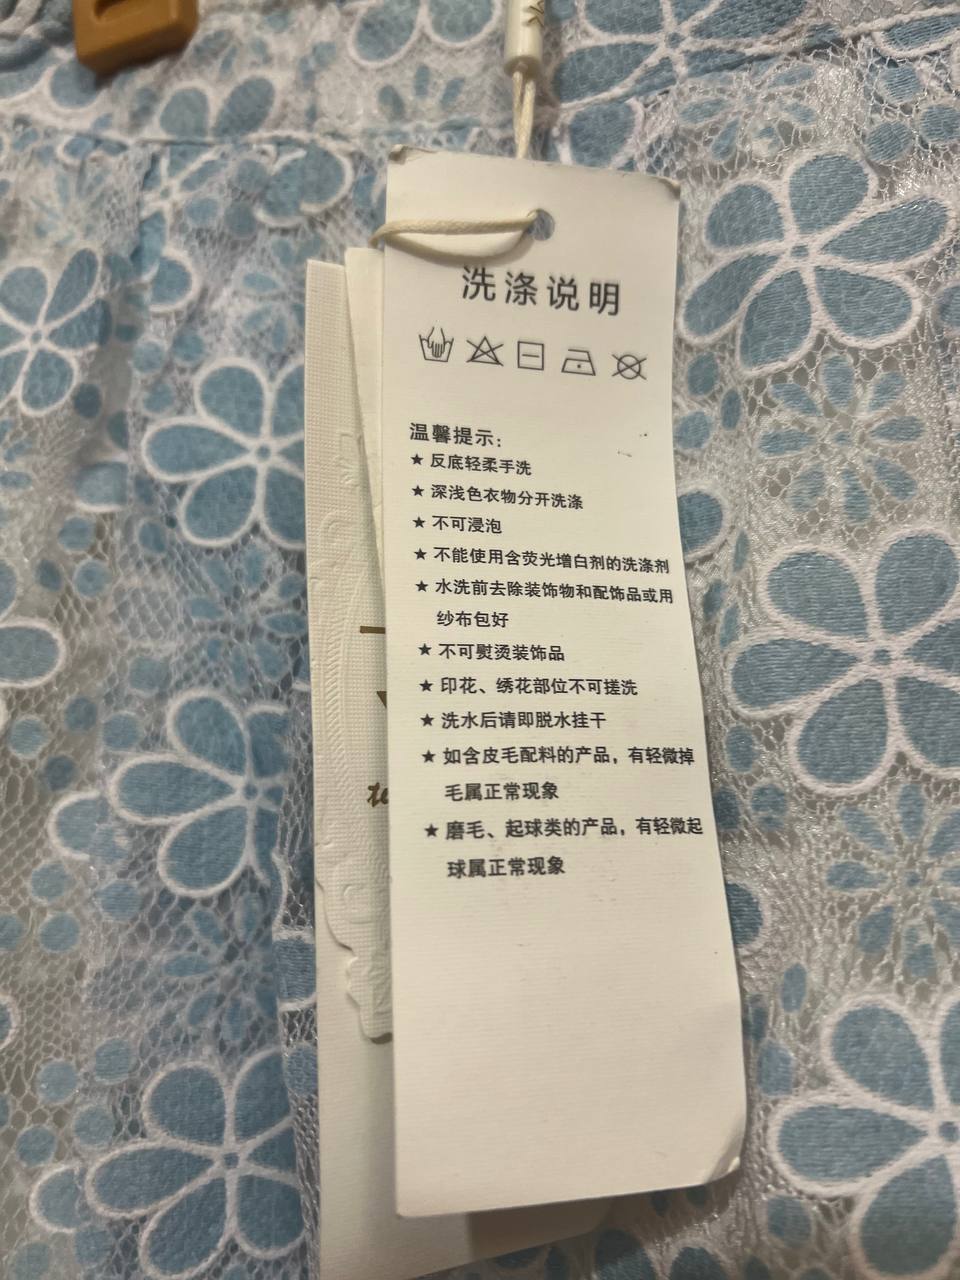 洗涤说明
温馨提示：
★ 反底轻柔手洗
★ 深浅色衣物分开洗涤
★ 不可浸泡
★ 不能使用含荧光增白剂的洗涤剂
★ 水洗前去除装饰物和配饰品或用
纱布包好
★ 不可熨烫装饰品
★ 印花、绣花部位不可搓洗
★ 洗水后请即脱水挂干
★ 如含皮毛配料的产品，有轻微掉
毛属正常现象
★ 磨毛、起球类的产品，有轻微起
球属正常现象